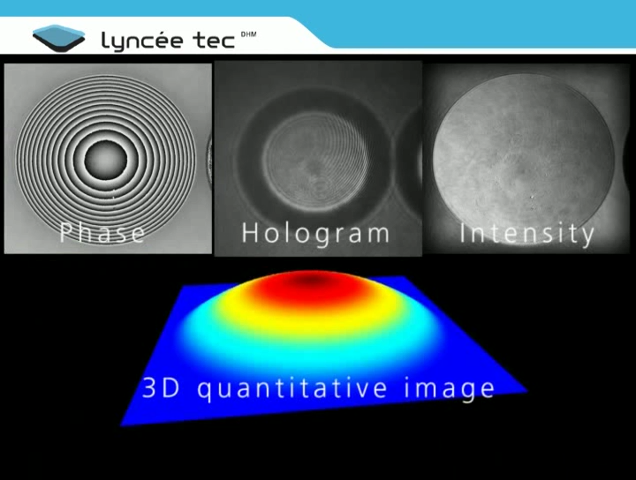 lyncée tec DHM
Phase
Hologram
Intensity
3D quantitative image